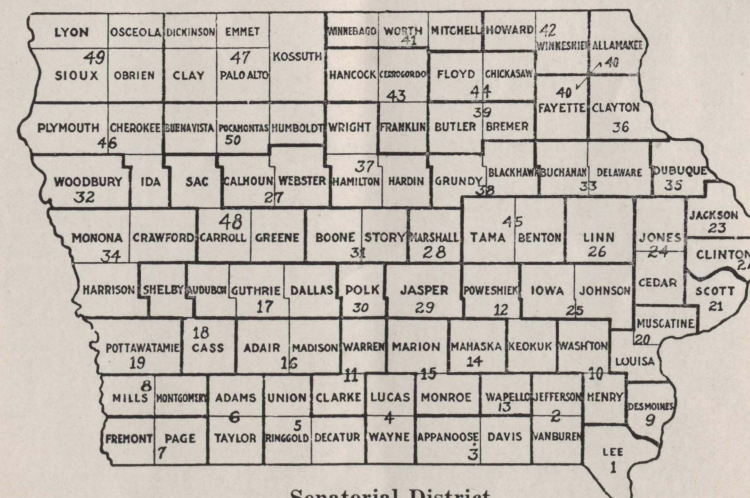 LYON OSCEOLA DICKINSON EMMET WINNEBAGO WORTH MITCHELL HOWARD 42
41 WINNESHIEK ALLAMAKEE
49 47 KOSSUTH 40
SIOUX OBRIEN CLAY PALO ALTO HANCOCK CERROGORDO FLOYD CHICKASAW
43 44 40
39 FAYETTE CLAYTON
PLYMOUTH CHEROKEE BUENAVISTA POCAHONTAS HUMBOLDT WRIGHT FRANKLIN BUTLER BREMER 36
46 50
37 BLACKHAWK BUCHANAN DELAWARE DUBUQUE
WOODBURY IDA SAC CALHOUN WEBSTER HAMILTON HARDIN GRUNDY 33 35
32 27 38
48 45 JACKSON
23
MONONA CRAWFORD CARROLL GREENE BOONE STORY MARSHALL TAMA BENTON LINN JONES
34 31 28 26 24 CLINTON
HARRISON SHELBY AUDUBON GUTHRIE DALLAS POLK JASPER POWESHIEK IOWA JOHNSON CEDAR SCOTT
17 30 29 12 25 21
MUSCATINE
18 20
POTTAWATAMIE CASS ADAIR MADISON WARREN MARION MAHASKA KEOKUK WASH'TON
19 16 14 LOUISA
8 11 15 10
MILLS MONTGOMERY ADAMS UNION CLARKE LUCAS MONROE WAPELLO JEFFERSON HENRY DESMOINES
13 9
6 5 4 2
FREMONT PAGE TAYLOR RINGGOLD DECATUR WAYNE APPANOOSE DAVIS VANBUREN
7 3 LEE
1
Senatorial District